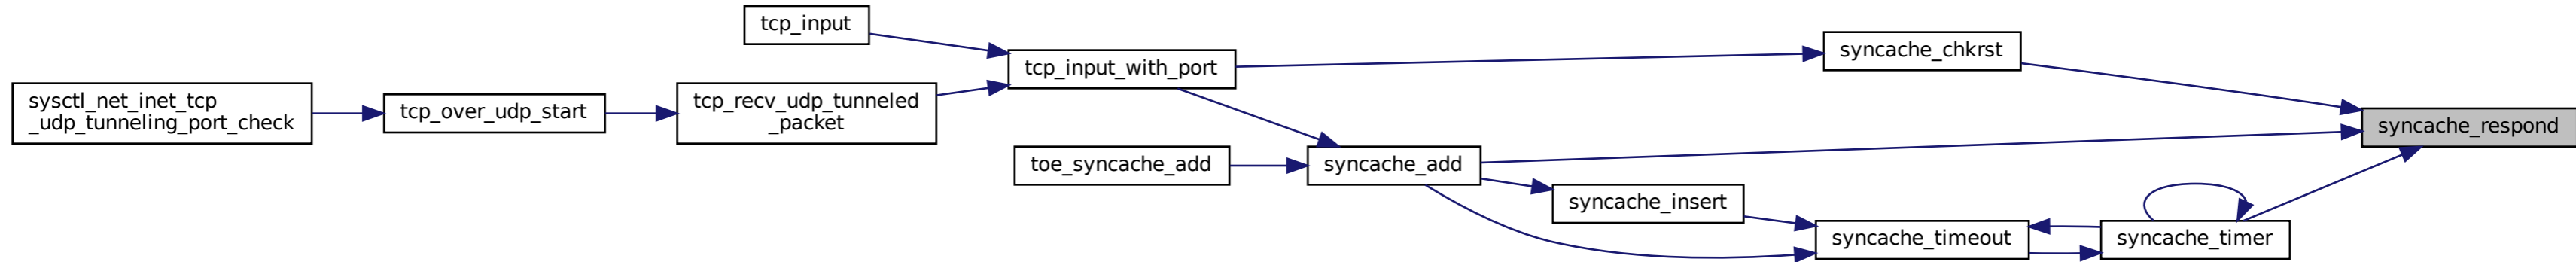 tcp_input
syncache_chkrst
tcp_input_with_port
sysctl_net_inet_tcp
_udp_tunneling_port_check
tcp_over_udp_start
tcp_recv_udp_tunneled
_packet
syncache_respond
toe_syncache_add
syncache_add
syncache_insert
syncache_timeout
syncache_timer